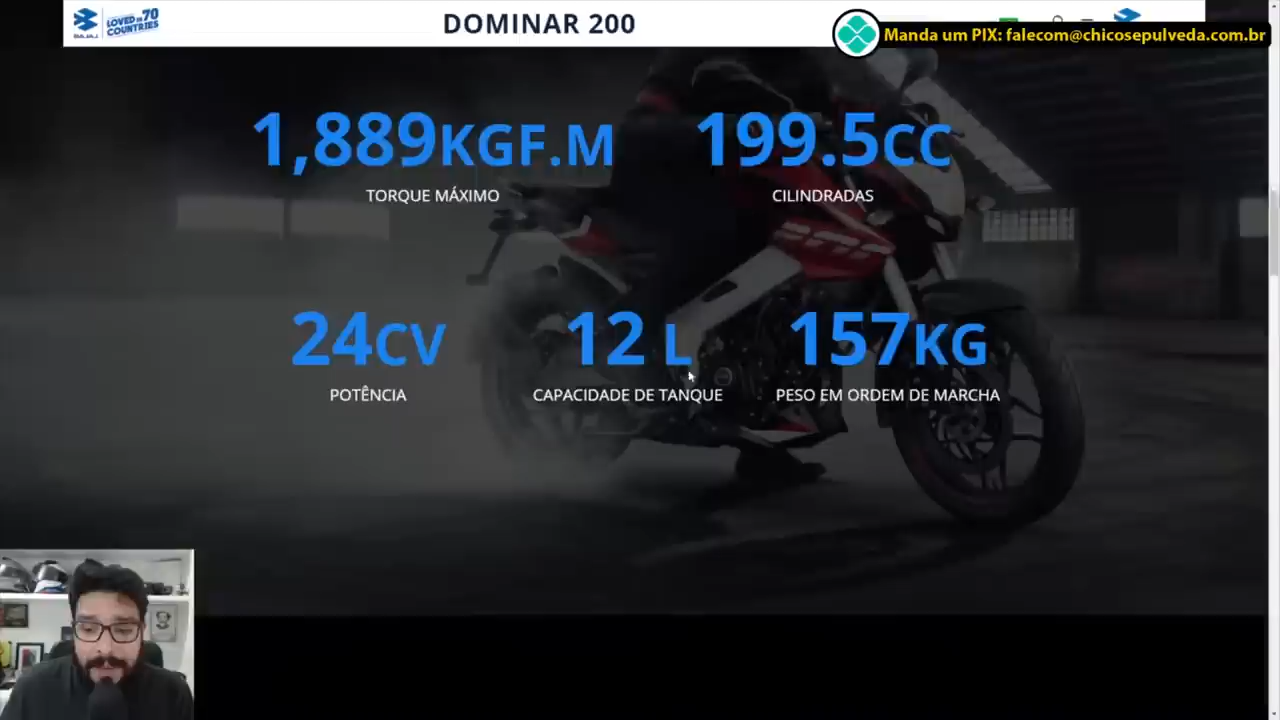 BAJAJ
LOVED IN 70
COUNTRIES
DOMINAR 200
Manda um PIX: falecom@chicosepulveda.com.br
1,889KGF.M
199.5CC
TORQUE MÁXIMO
CILINDRADAS
24CV
12 L
157KG
POTÊNCIA
CAPACIDADE DE TANQUE
PESO EM ORDEM DE MARCHA